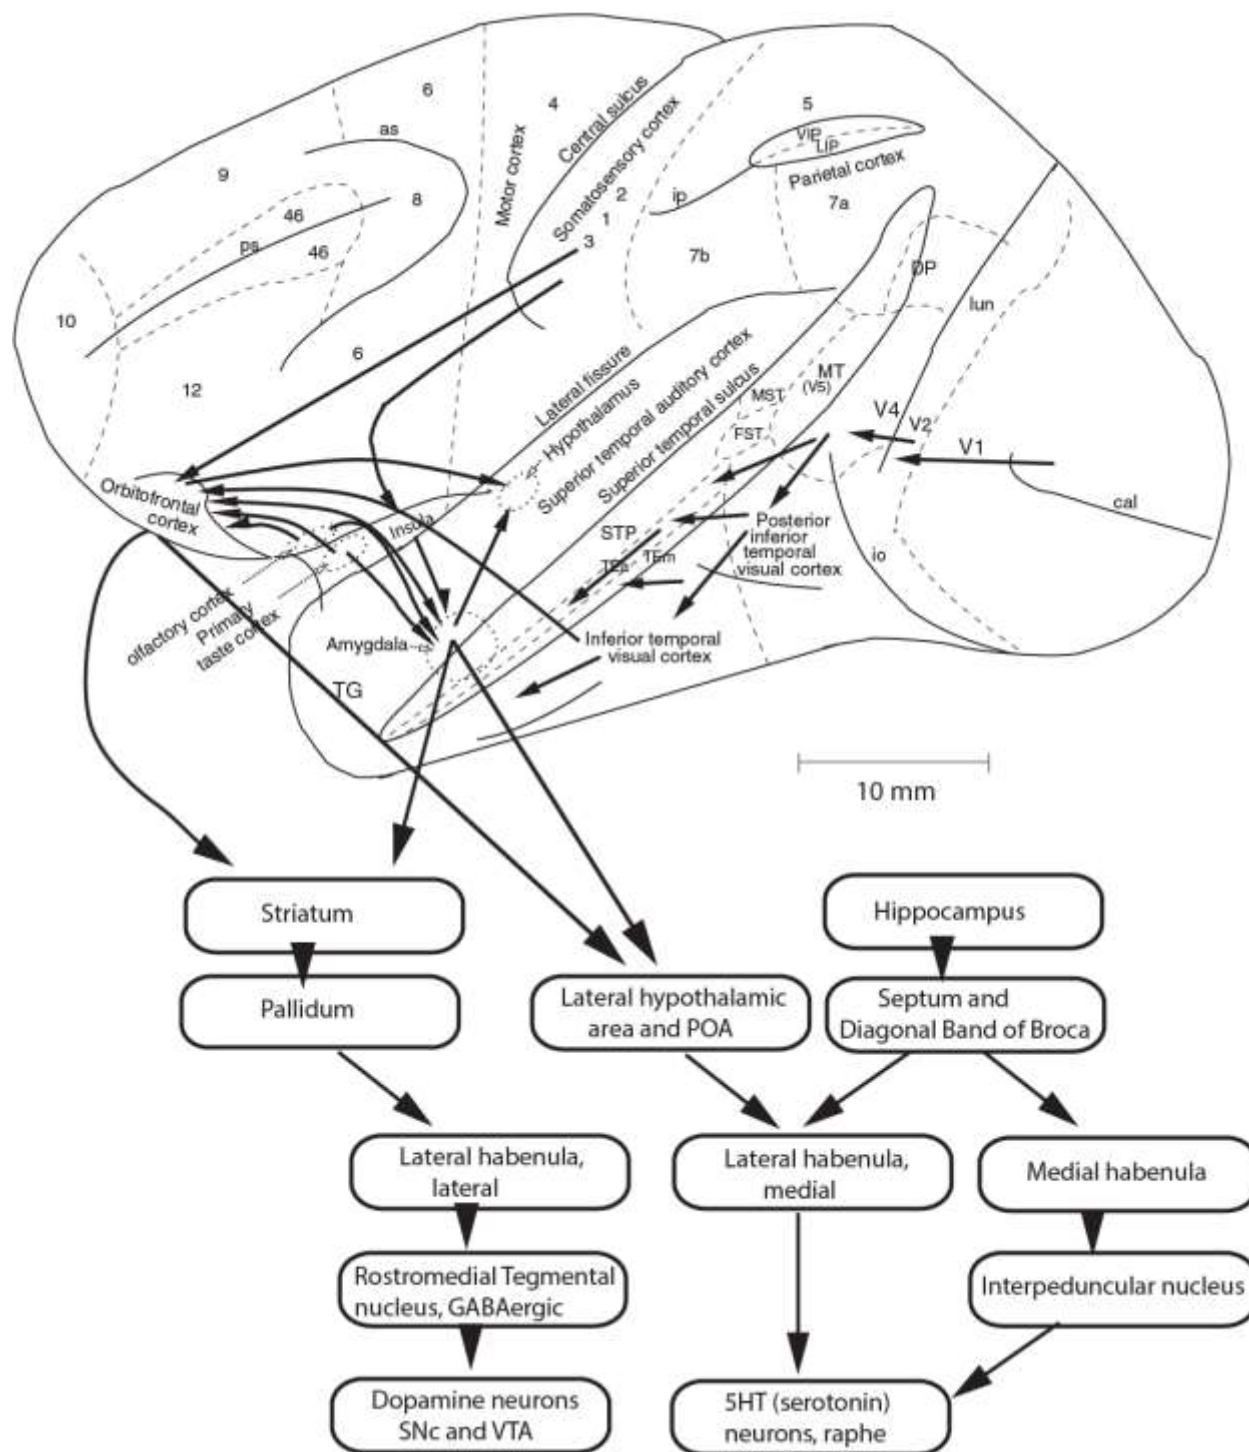 6
4
5
as
Central sulcus
Somatosensory cortex
Motor cortex
VIP
LIP
Parietal cortex
9
8
46
46
ps
2
1
3
ip
7a
7b
DP
lun
10
6
12
Lateral fissure
Hypothalamus
Superior temporal auditory cortex
Superior temporal sulcus
MT
(V5)
MST
FST
V4
V2
V1
cal
Orbitofrontal
cortex
Insula
STP
TEa
TEm
Posterior
inferior
temporal
visual cortex
io
olfactory cortex
Primary
taste cortex
Amygdala
Inferior temporal
visual cortex
TG
10 mm
Striatum
Hippocampus
Pallidum
Lateral hypothalamic
area and POA
Septum and
Diagonal Band of Broca
Lateral habenula,
lateral
Lateral habenula,
medial
Medial habenula
Rostromedial Tegmental
nucleus, GABAergic
Interpeduncular nucleus
Dopamine neurons
SNc and VTA
5HT (serotonin)
neurons, raphe